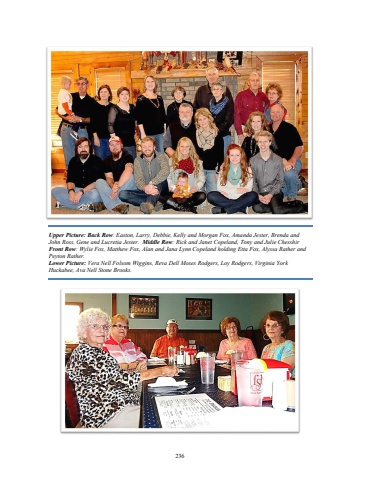 Upper Picture: Back Row: Easton, Larry, Debbie, Kelly and Morgan Fox, Amanda Jester, Brenda and
John Ross, Gene and Lucretia Jester. Middle Row: Rick and Janet Copeland, Tony and Julie Chesshir
Front Row: Wylie Fox, Matthew Fox, Alan and Jana Lynn Copeland holding Etta Fox, Alyssa Rather and
Peyton Rather.
Lower Picture: Vera Nell Folsom Wiggins, Reva Dell Moses Rodgers, Loy Rodgers, Virginia York
Huckabee, Ava Nell Stone Brooks.
236